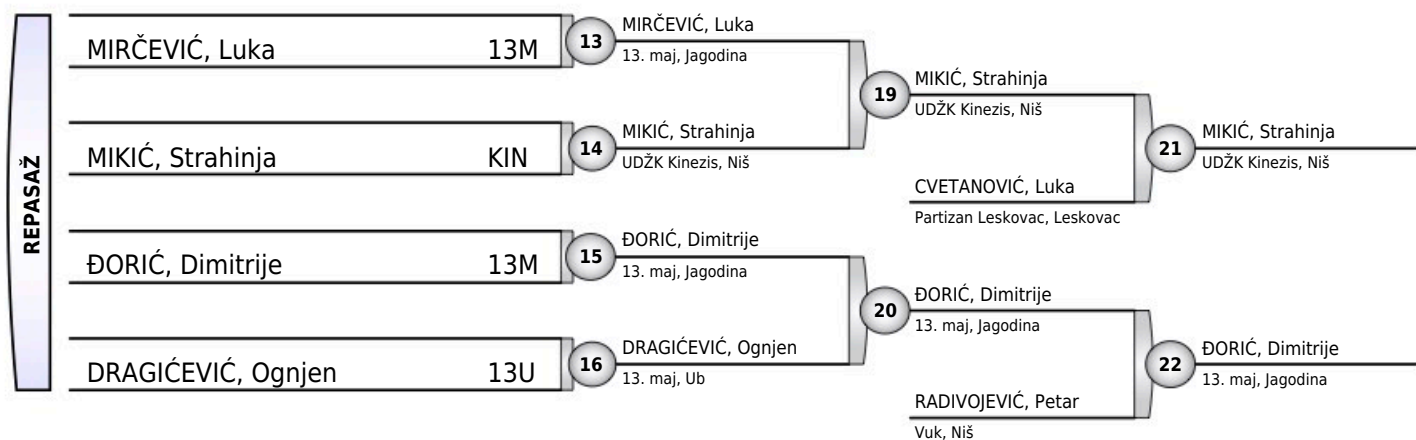 REPASAŽ
MIRČEVIĆ, Luka 13M
MIKIĆ, Strahinja KIN
ĐORIĆ, Dimitrije 13M
DRAGIĆEVIĆ, Ognjen 13U
13
MIRČEVIĆ, Luka
13. maj, Jagodina
14
MIKIĆ, Strahinja
UDŽK Kinezis, Niš
15
ĐORIĆ, Dimitrije
13. maj, Jagodina
16
DRAGIĆEVIĆ, Ognjen
13. maj, Ub
19
MIKIĆ, Strahinja
UDŽK Kinezis, Niš
CVETANOVIĆ, Luka
Partizan Leskovac, Leskovac
20
ĐORIĆ, Dimitrije
13. maj, Jagodina
RADIVOJEVIĆ, Petar
Vuk, Niš
21
MIKIĆ, Strahinja
UDŽK Kinezis, Niš
22
ĐORIĆ, Dimitrije
13. maj, Jagodina